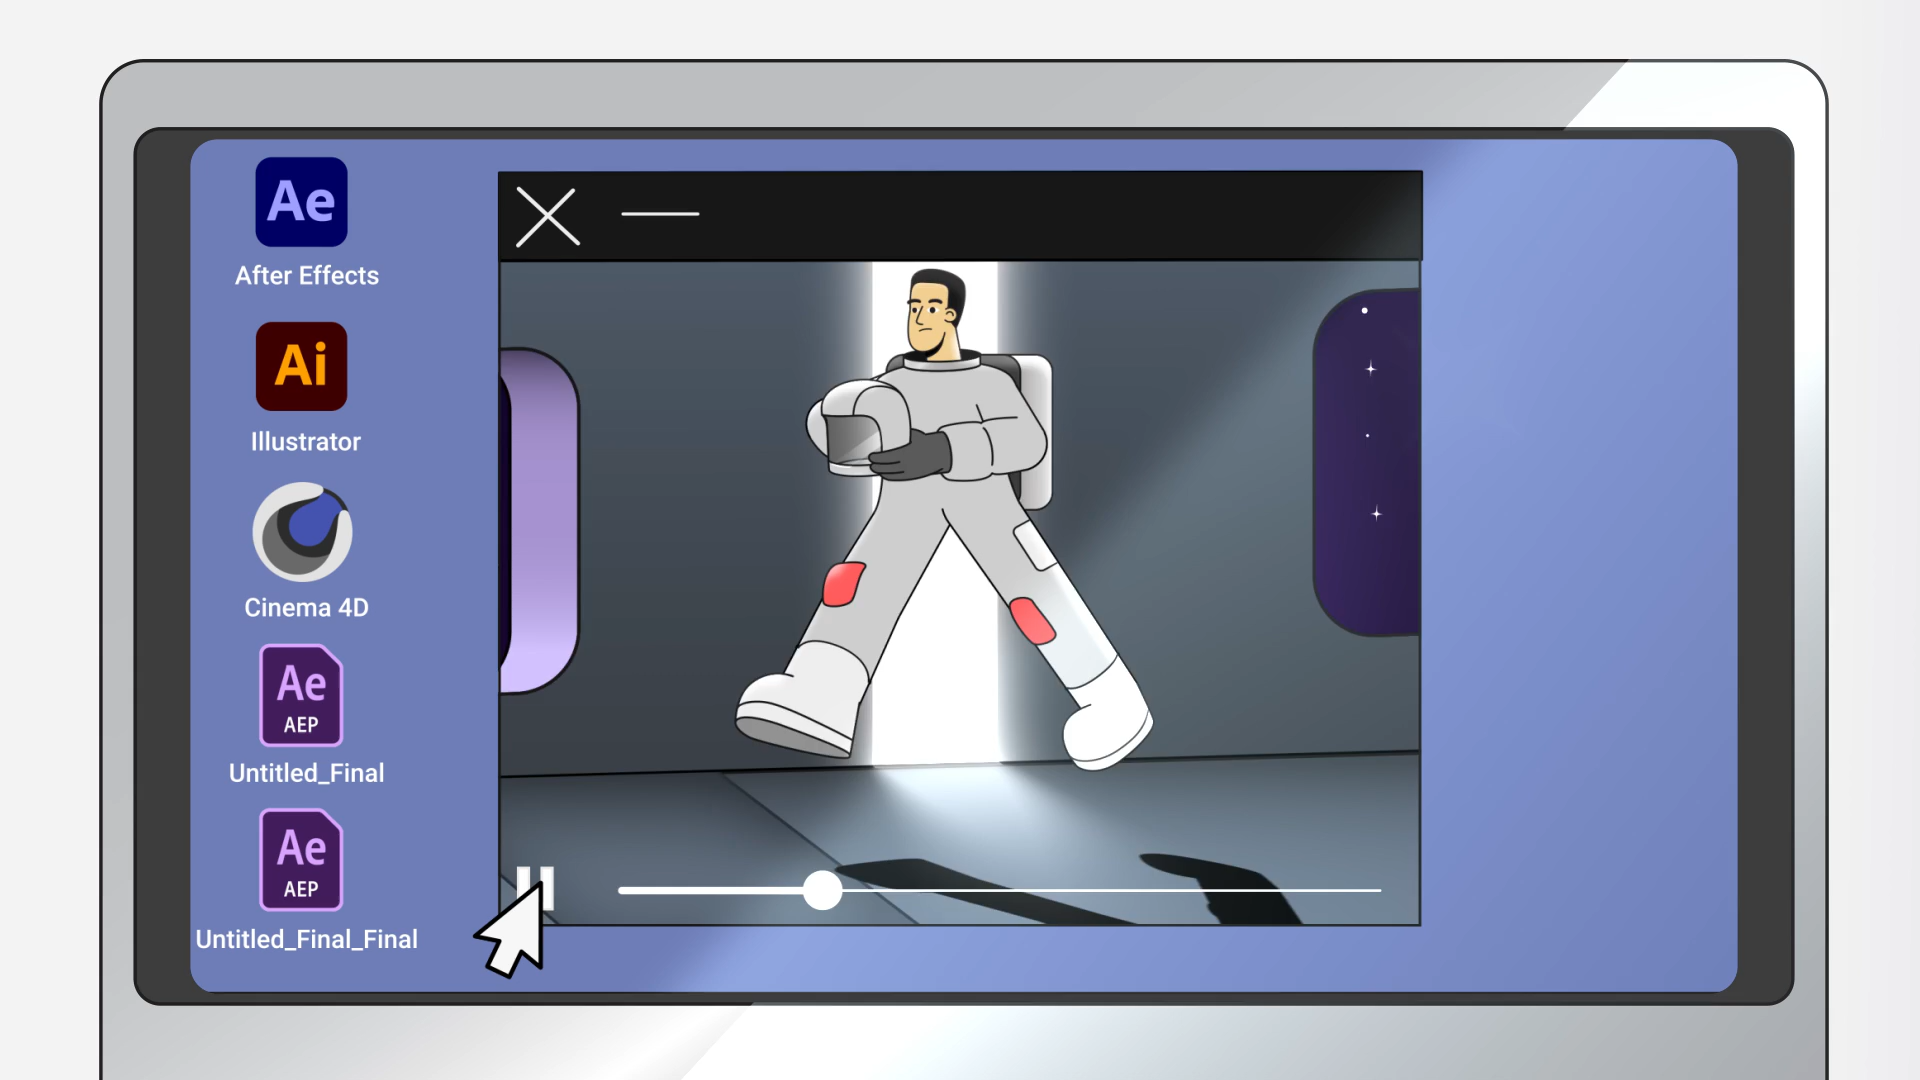 Ae
After Effects
Ai
Illustrator
Cinema 4D
Ae
AEP
Untitled_Final
Ae
AEP
Untitled_Final_Final